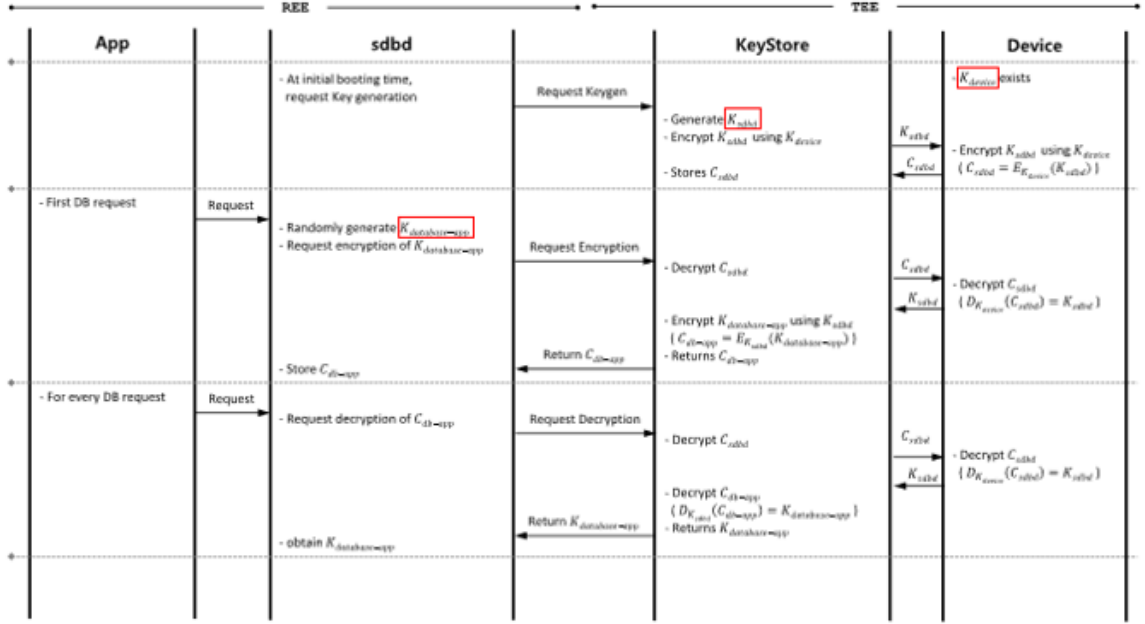 REE TEE
App sdbd KeyStore Device
- At initial booting time,
request Key generation
Request Keygen
- K_device exists
- Generate K_sdbd
- Encrypt K_sdbd using K_device
K_sdbd
- Encrypt K_sdbd using K_device
C_sdbd
{ C_sdbd = E_K_device(K_sdbd) }
- Stores C_sdbd
- First DB request
Request
- Randomly generate K_database-app
- Request encryption of K_database-app
Request Encryption
- Decrypt C_sdbd
C_sdbd
- Decrypt C_sdbd
K_sdbd
{ D_K_device(C_sdbd) = K_sdbd }
- Encrypt K_database-app using K_sdbd
{ C_db-app = E_K_sdbd(K_database-app) }
- Returns C_db-app
Return C_db-app
- Store C_db-app
- For every DB request
Request
- Request decryption of C_db-app
Request Decryption
- Decrypt C_sdbd
C_sdbd
- Decrypt C_sdbd
K_sdbd
{ D_K_device(C_sdbd) = K_sdbd }
- Decrypt C_db-app
{ D_K_sdbd(C_db-app) = K_database-app }
- Returns K_database-app
Return K_database-app
- obtain K_database-app